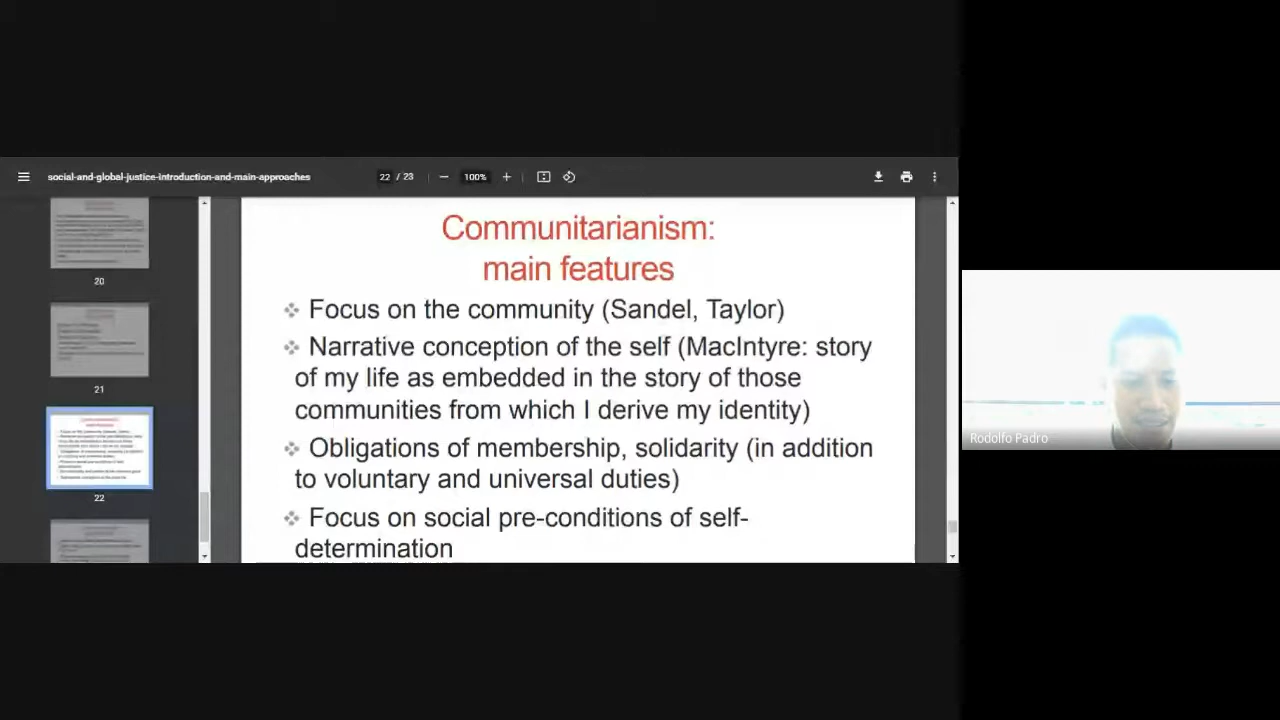 social-and-global-justice-introduction-and-main-approaches
22 / 23
100%
20
21
22
Communitarianism:
main features
Focus on the community (Sandel, Taylor)
Narrative conception of the self (MacIntyre: story
of my life as embedded in the story of those
communities from which I derive my identity)
Obligations of membership, solidarity (in addition
to voluntary and universal duties)
Focus on social pre-conditions of self-
determination
Rodolfo Padro